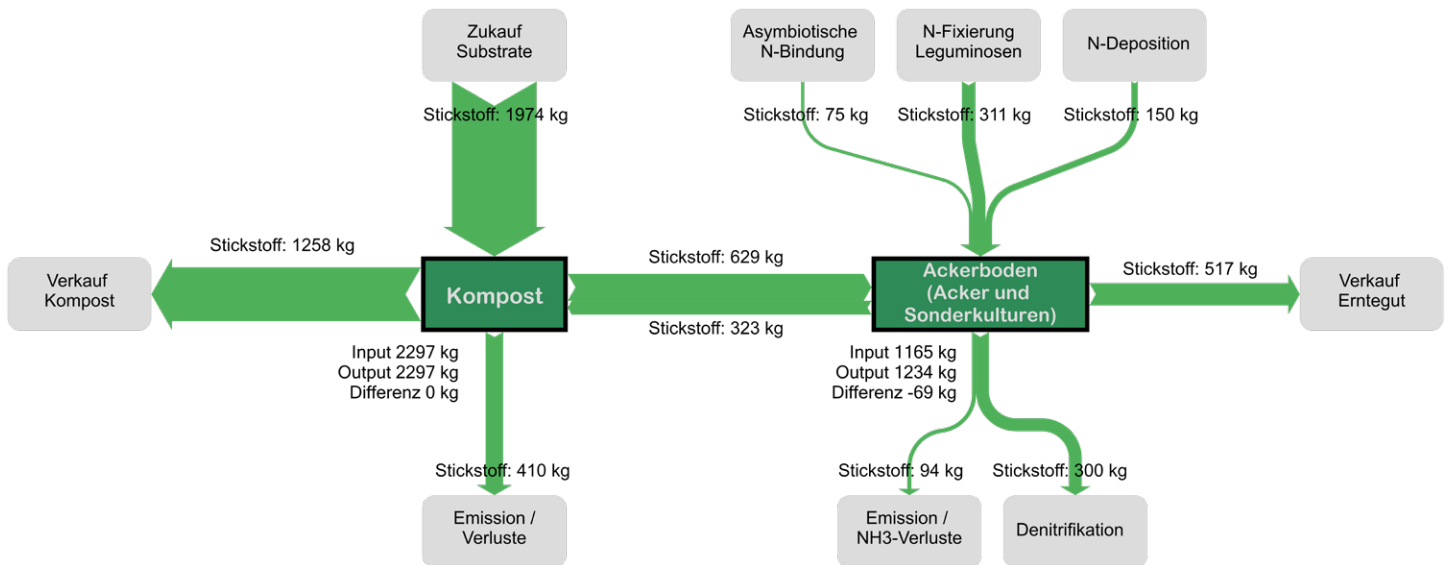 Zukauf
Substrate
Asymbiotische
N-Bindung
N-Fixierung
Leguminosen
N-Deposition
Stickstoff: 1974 kg
Stickstoff: 75 kg
Stickstoff: 311 kg
Stickstoff: 150 kg
Stickstoff: 1258 kg
Stickstoff: 629 kg
Stickstoff: 517 kg
Verkauf
Kompost
Kompost
Ackerboden
(Acker und
Sonderkulturen)
Verkauf
Erntegut
Stickstoff: 323 kg
Input 2297 kg
Output 2297 kg
Differenz 0 kg
Input 1165 kg
Output 1234 kg
Differenz -69 kg
Stickstoff: 410 kg
Stickstoff: 94 kg
Stickstoff: 300 kg
Emission /
Verluste
Emission /
NH3-Verluste
Denitrifikation